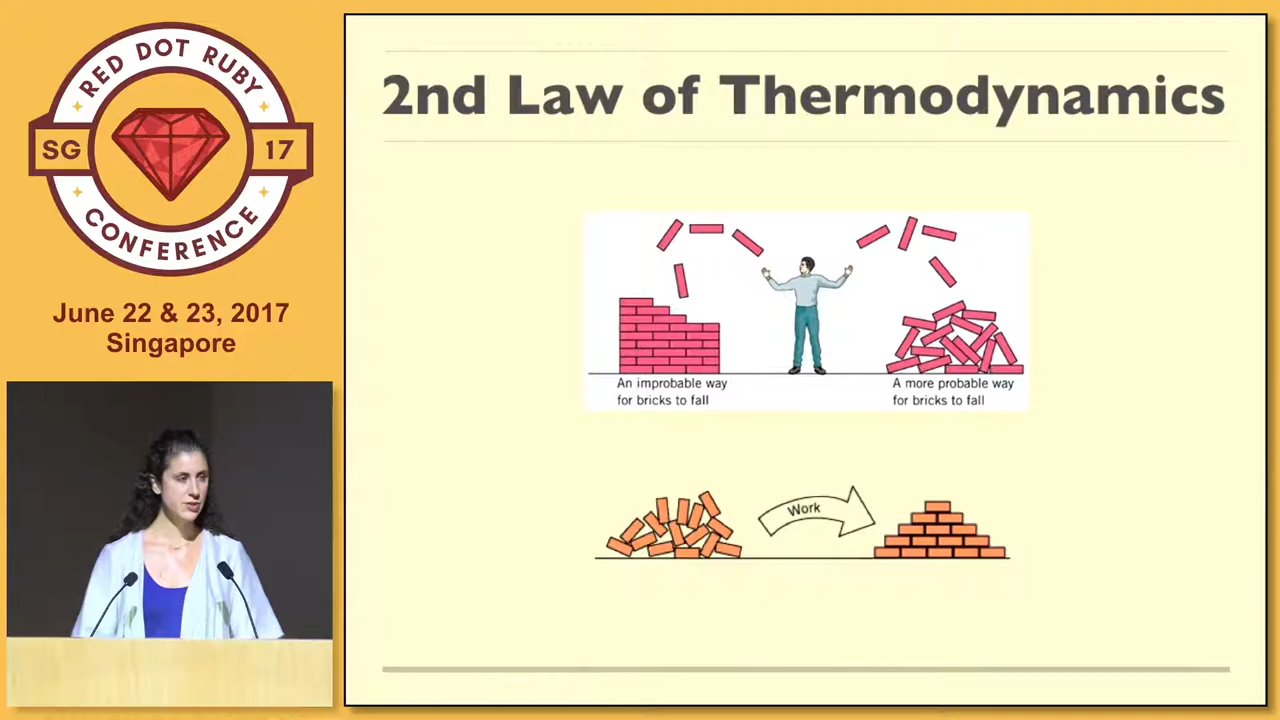 RED DOT RUBY
SG 17
CONFERENCE
June 22 & 23, 2017
Singapore
2nd Law of Thermodynamics
An improbable way
for bricks to fall
A more probable way
for bricks to fall
Work